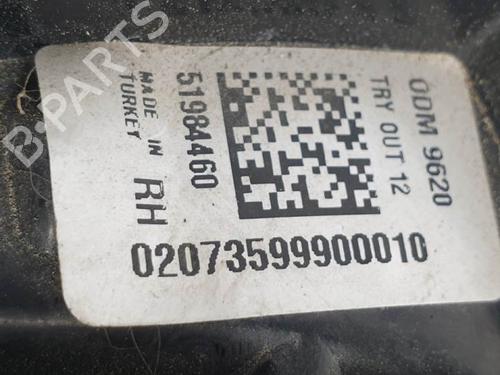 B-PARTS
MADE IN
TURKEY
51984460
RH
ODM 9620
TRY OUT 12
02073599900010